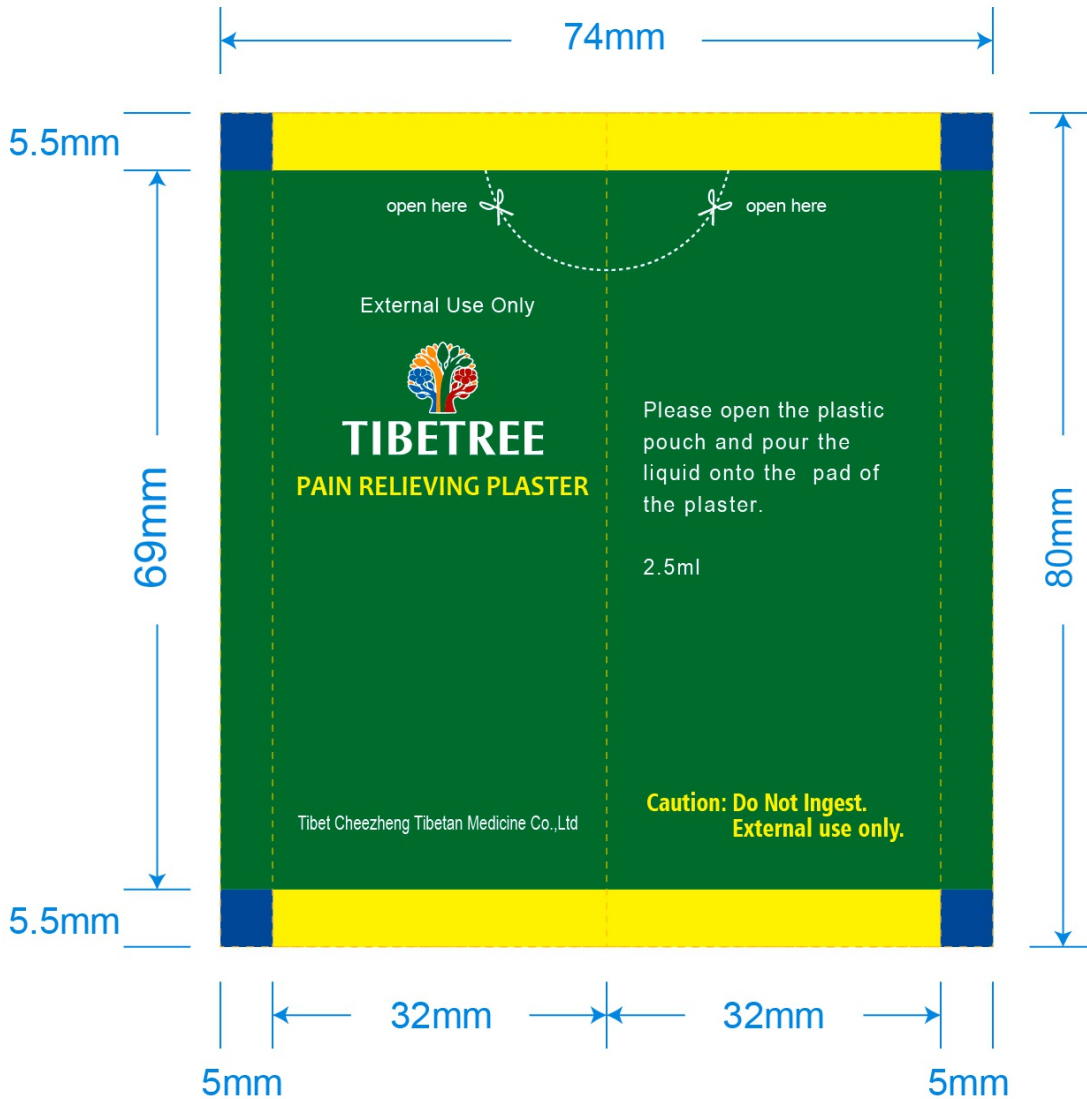 74mm
5.5mm
open here
open here
External Use Only
TIBETREE
PAIN RELIEVING PLASTER
Please open the plastic
pouch and pour the
liquid onto the  pad of
the plaster.
2.5ml
69mm
80mm
Tibet Cheezheng Tibetan Medicine Co.,Ltd
Caution: Do Not Ingest.
External use only.
5.5mm
32mm
32mm
5mm
5mm